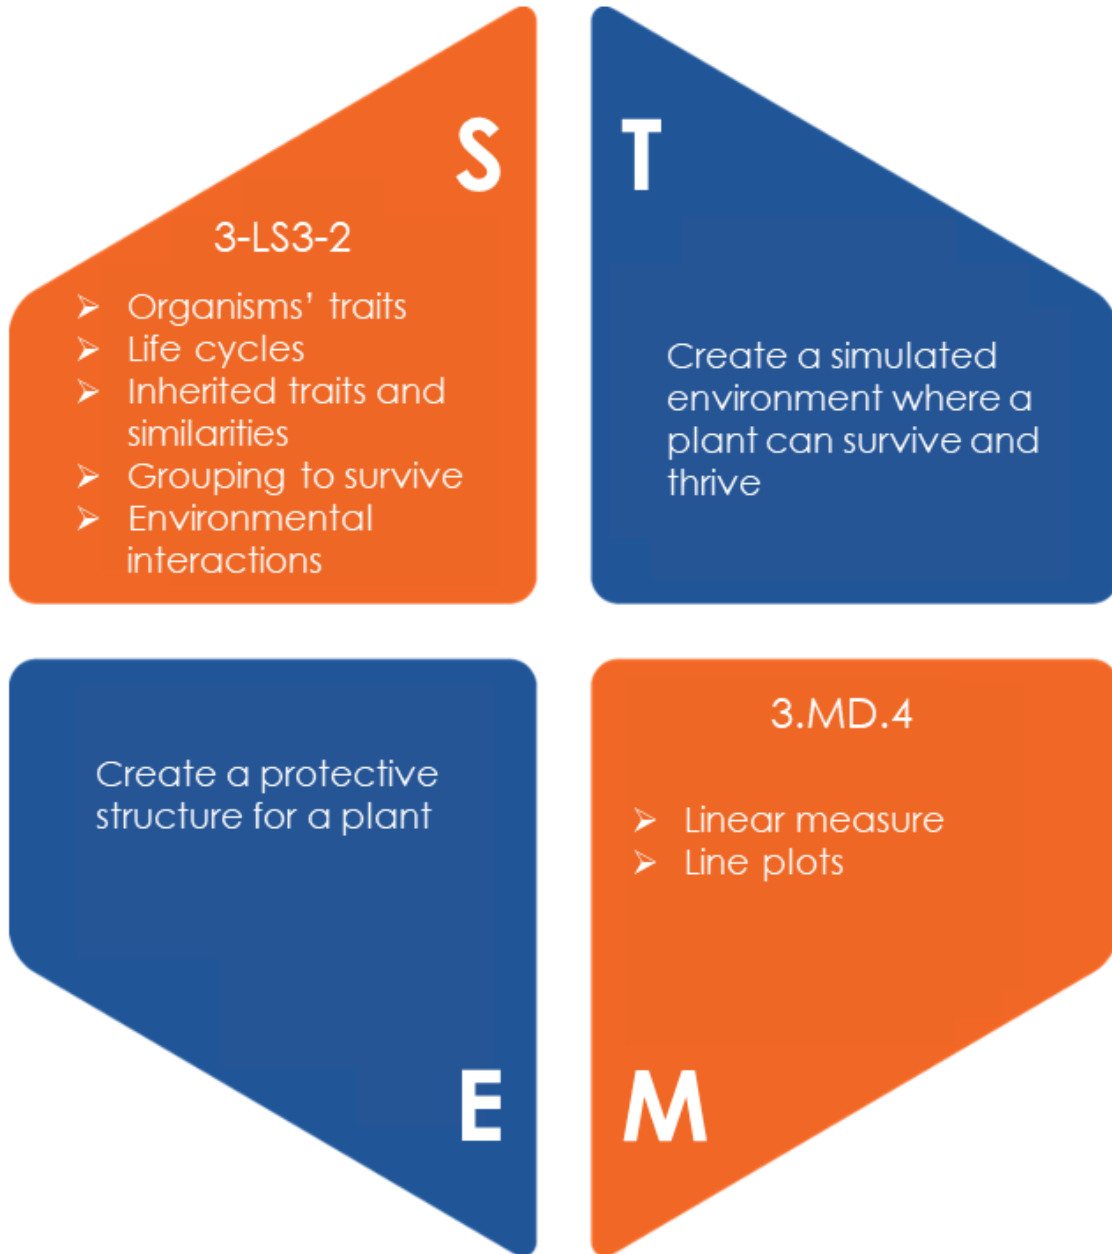 S
3-LS3-2
➢ Organisms’ traits
➢ Life cycles
➢ Inherited traits and
similarities
➢ Grouping to survive
➢ Environmental
interactions
T
Create a simulated
environment where a
plant can survive and
thrive
Create a protective
structure for a plant
E
3.MD.4
➢ Linear measure
➢ Line plots
M